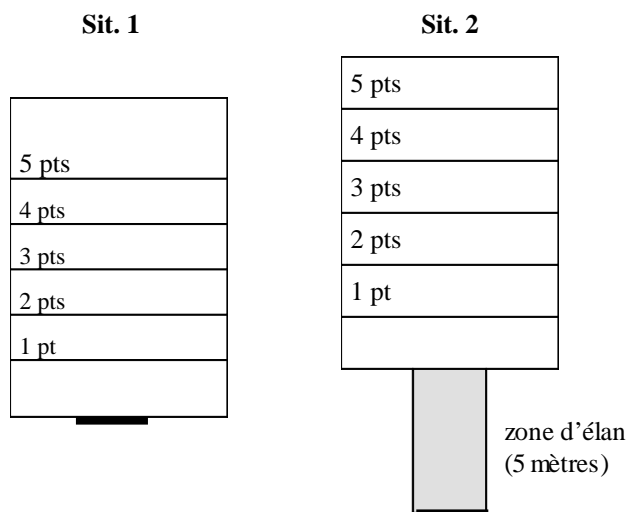 Sit. 1
5 pts
4 pts
3 pts
2 pts
1 pt
Sit. 2
5 pts
4 pts
3 pts
2 pts
1 pt
zone d’élan
(5 mètres)